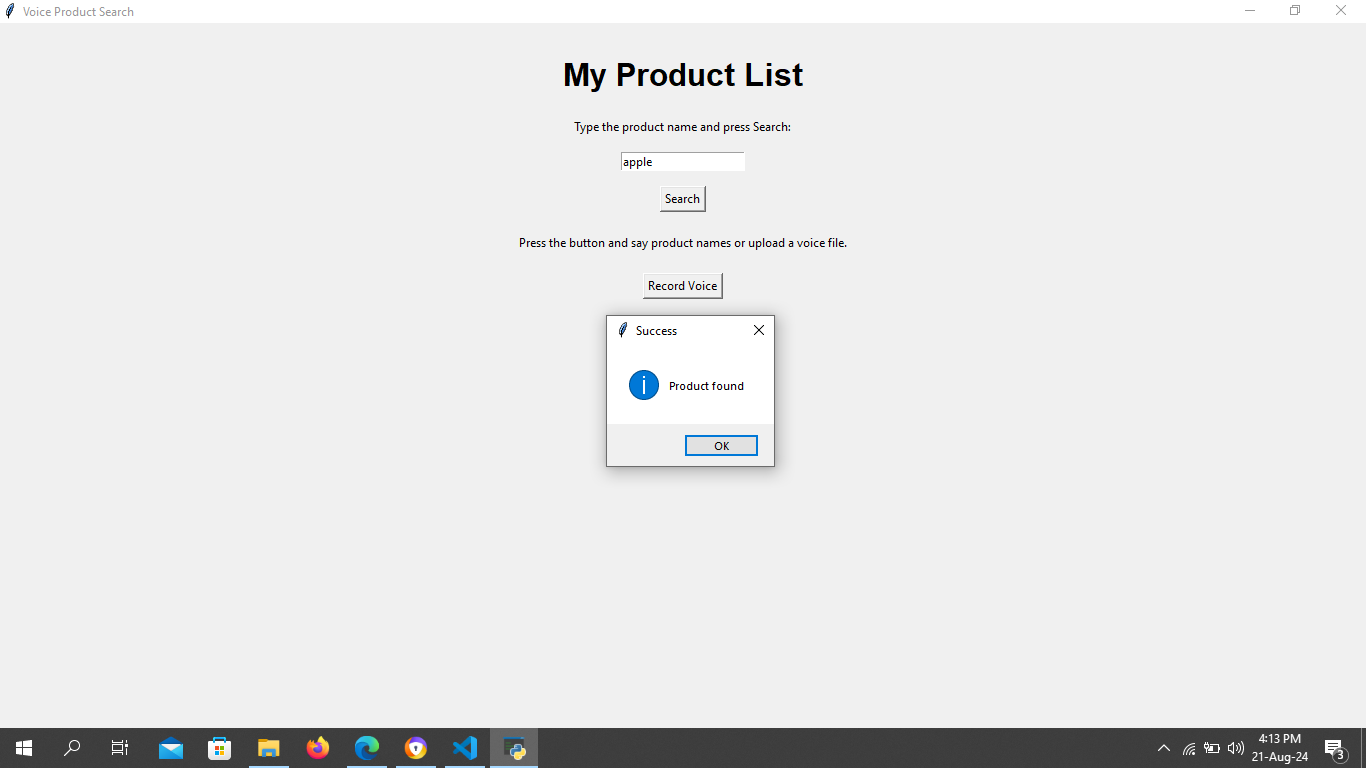 Voice Product Search
My Product List
Type the product name and press Search:
apple
Search
Press the button and say product names or upload a voice file.
Record Voice
Success
Product found
OK
4:13 PM
21-Aug-24
3